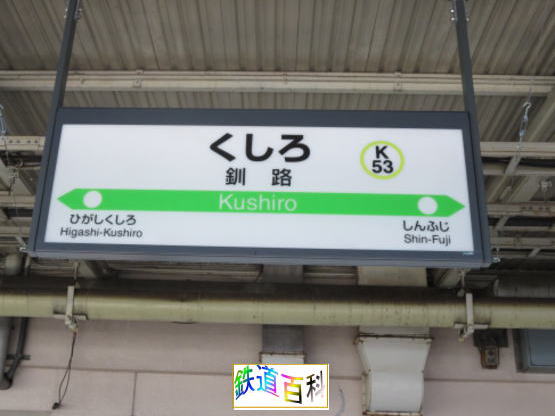 くしろ
釧路
K
53
Kushiro
ひがしくしろ
Higashi-Kushiro
しんふじ
Shin-Fuji
鉄道百科